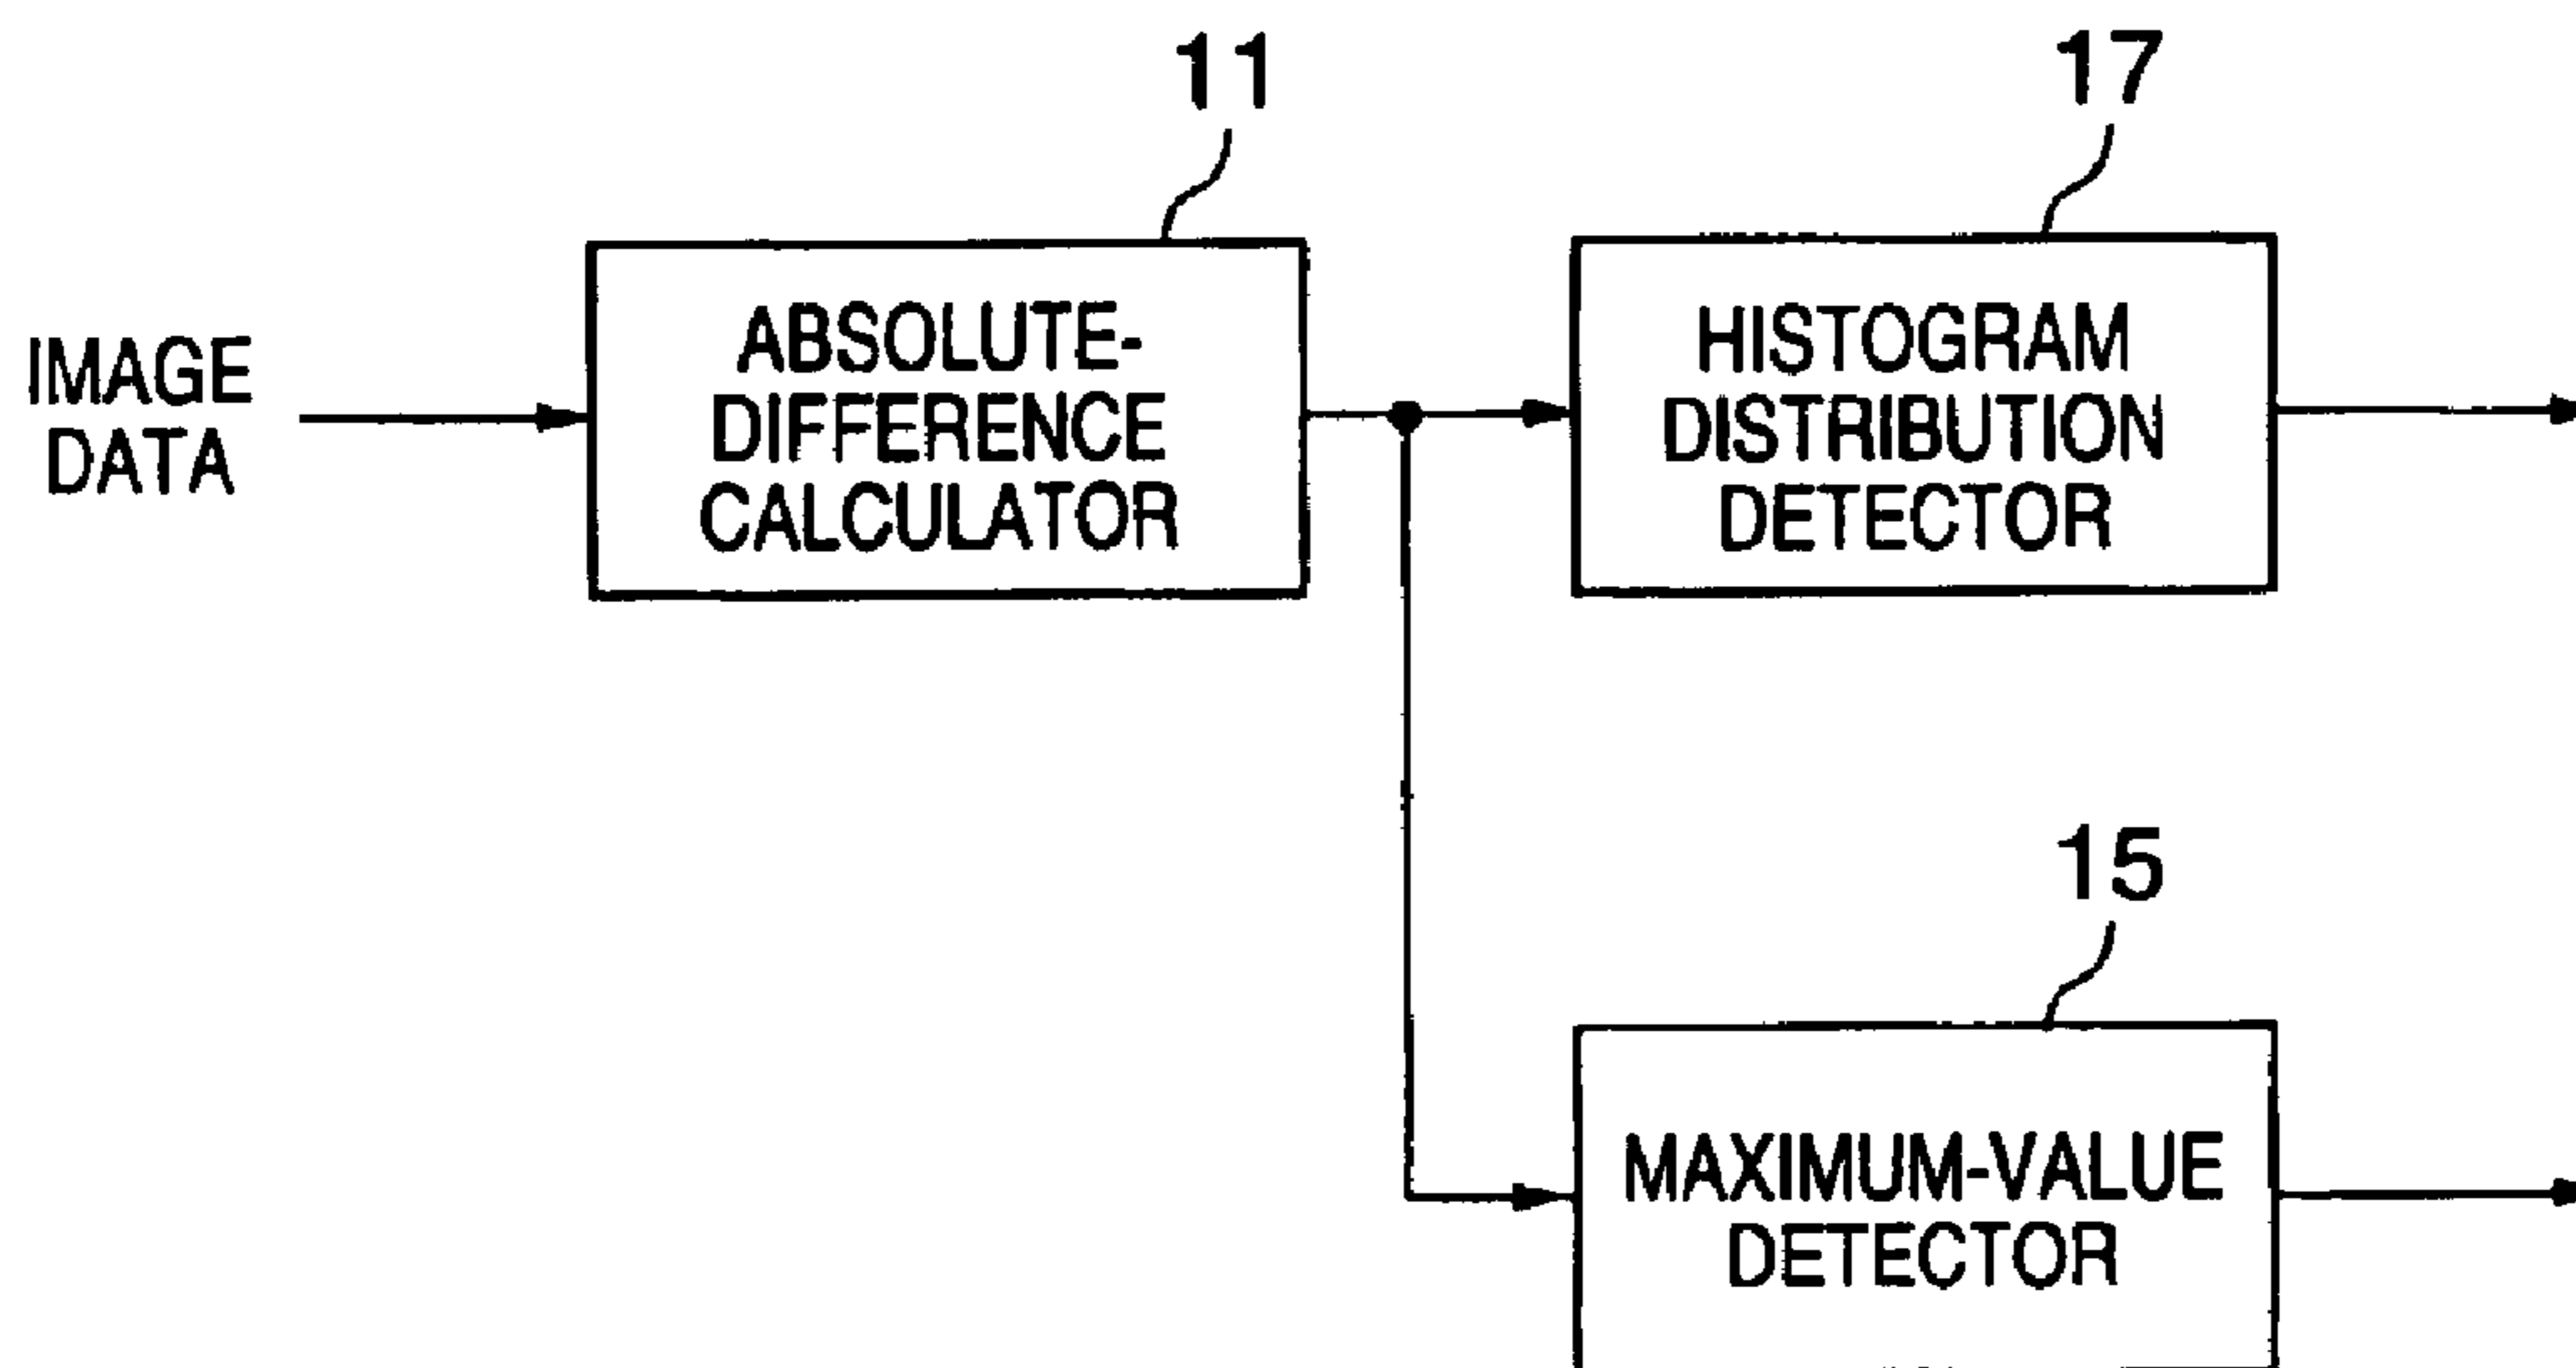 11
17
IMAGE
DATA
ABSOLUTE-
DIFFERENCE
CALCULATOR
HISTOGRAM
DISTRIBUTION
DETECTOR
15
MAXIMUM-VALUE
DETECTOR